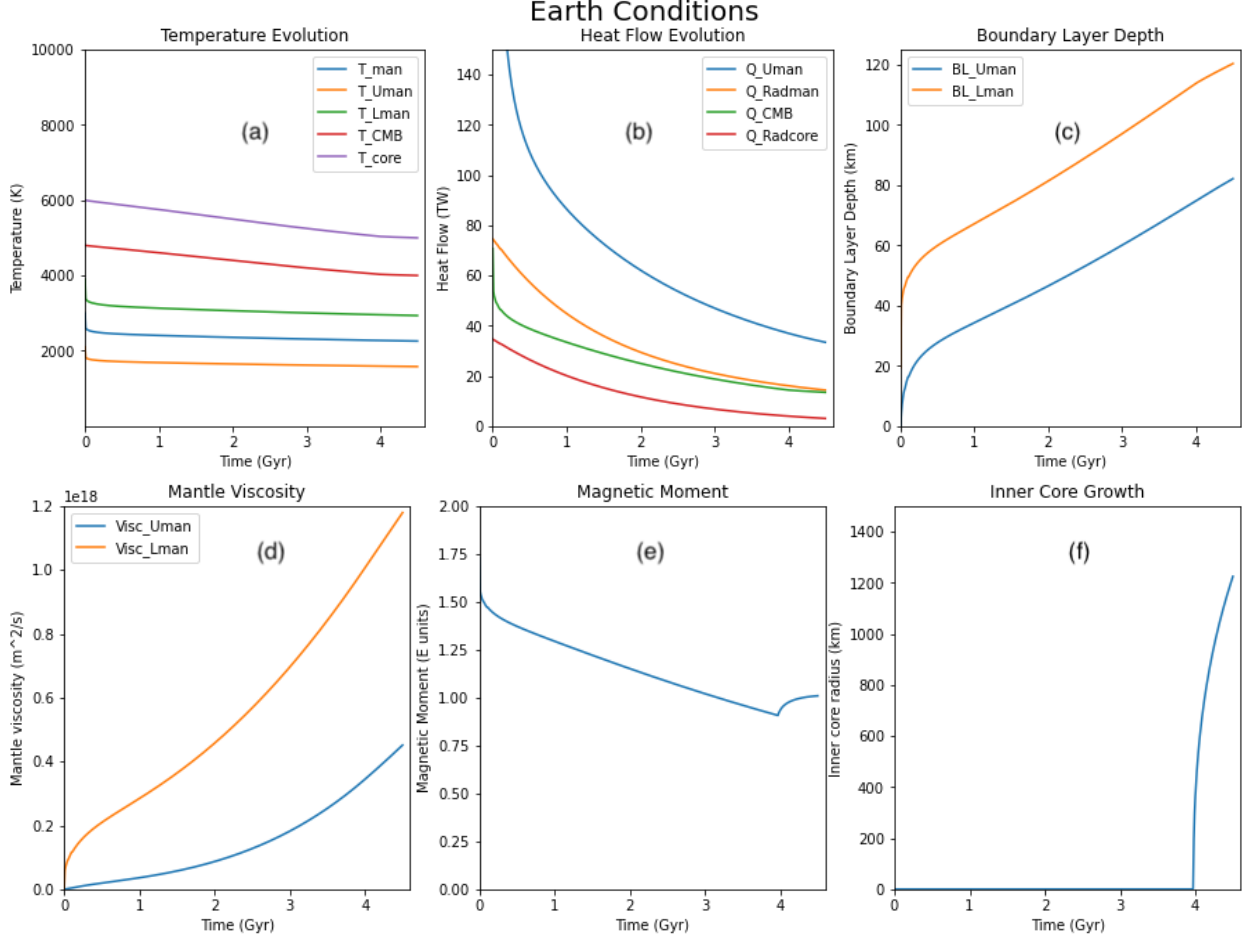 Earth Conditions
Temperature Evolution
10000
8000
6000
4000
2000
Temperature (K)
T_man
T_Uman
T_Lman
T_CMB
T_core
(a)
0 1 2 3 4
Time (Gyr)
Heat Flow Evolution
140
120
100
80
60
40
20
0
Heat Flow (TW)
Q_Uman
Q_Radman
Q_CMB
Q_Radcore
(b)
0 1 2 3 4
Time (Gyr)
Boundary Layer Depth
120
100
80
60
40
20
0
Boundary Layer Depth (km)
BL_Uman
BL_Lman
(c)
0 1 2 3 4
Time (Gyr)
Mantle Viscosity
1e18
1.2
1.0
0.8
0.6
0.4
0.2
0.0
Mantle viscosity (m^2/s)
Visc_Uman
Visc_Lman
(d)
0 1 2 3 4
Time (Gyr)
Magnetic Moment
2.00
1.75
1.50
1.25
1.00
0.75
0.50
0.25
0.00
Magnetic Moment (E units)
(e)
0 1 2 3 4
Time (Gyr)
Inner Core Growth
1400
1200
1000
800
600
400
200
0
Inner core radius (km)
(f)
0 1 2 3 4
Time (Gyr)